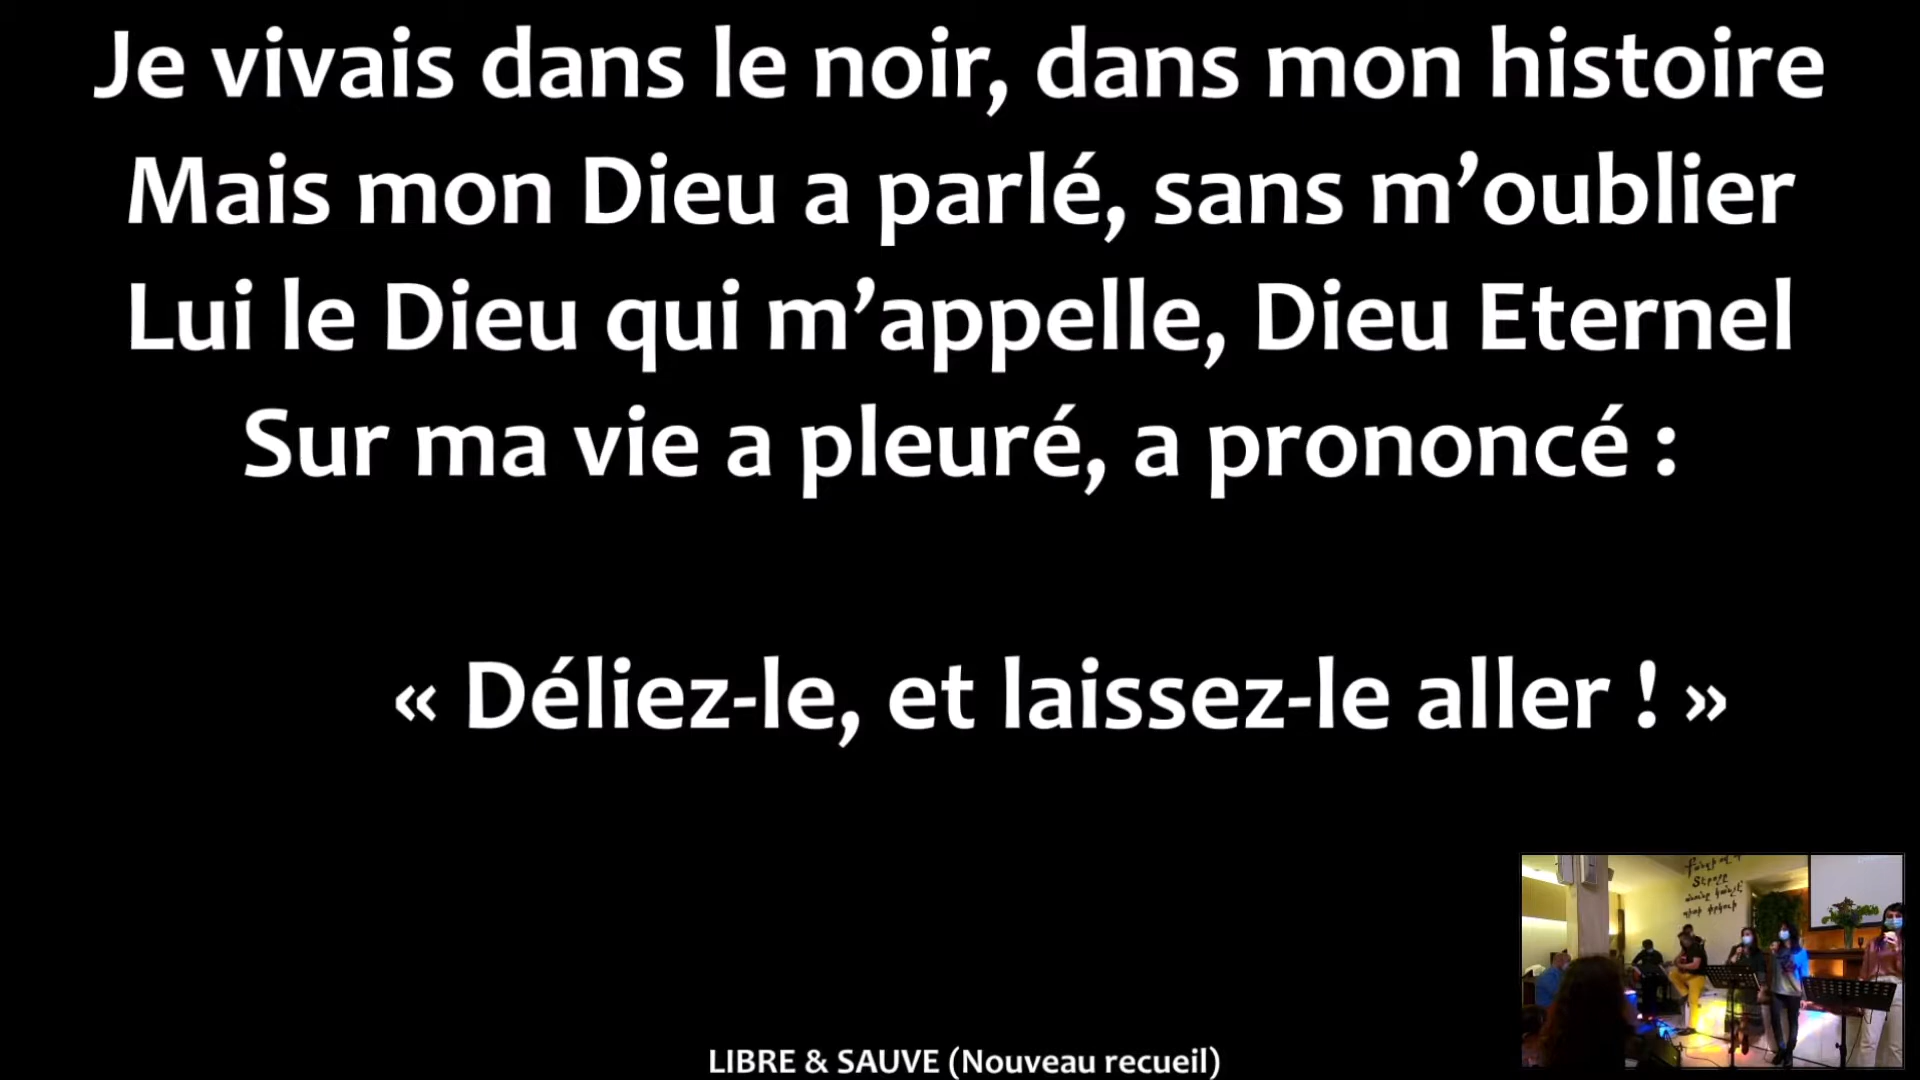 Je vivais dans le noir, dans mon histoire
Mais mon Dieu a parlé, sans m’oublier
Lui le Dieu qui m’appelle, Dieu Eternel
Sur ma vie a pleuré, a prononcé :
« Déliez-le, et laissez-le aller ! »
LIBRE & SAUVE (Nouveau recueil)